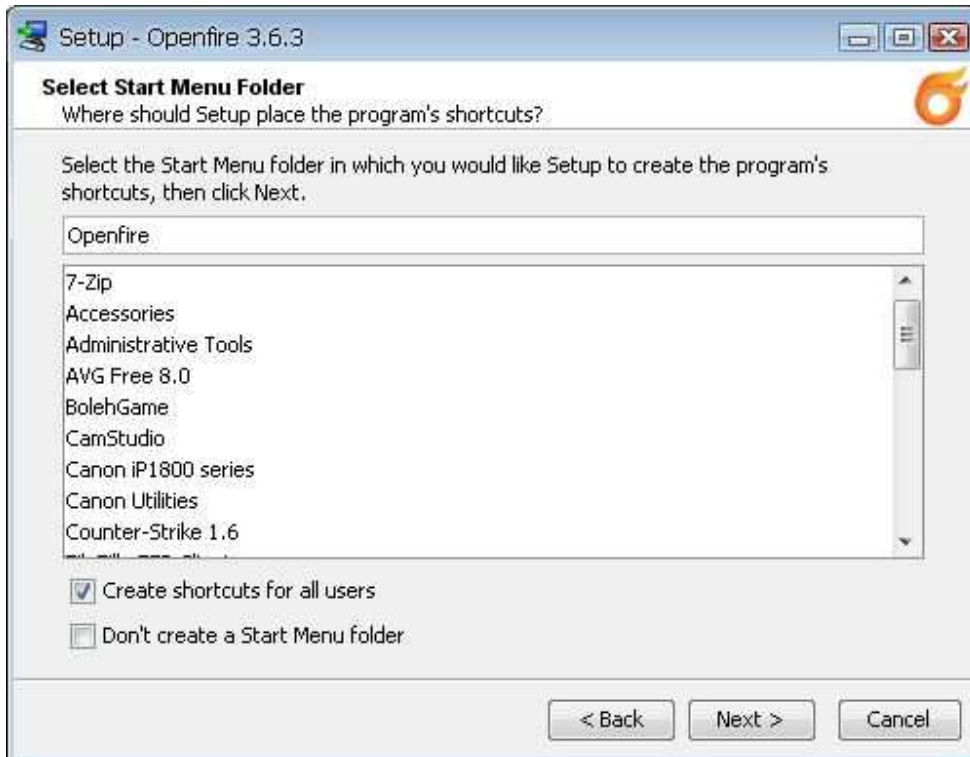 Setup - Openfire 3.6.3
Select Start Menu Folder
Where should Setup place the program's shortcuts?
Select the Start Menu folder in which you would like Setup to create the program's
shortcuts, then click Next.
Openfire
7-Zip
Accessories
Administrative Tools
AVG Free 8.0
BolehGame
CamStudio
Canon iP1800 series
Canon Utilities
Counter-Strike 1.6
Create shortcuts for all users
Don't create a Start Menu folder
< Back
Next >
Cancel